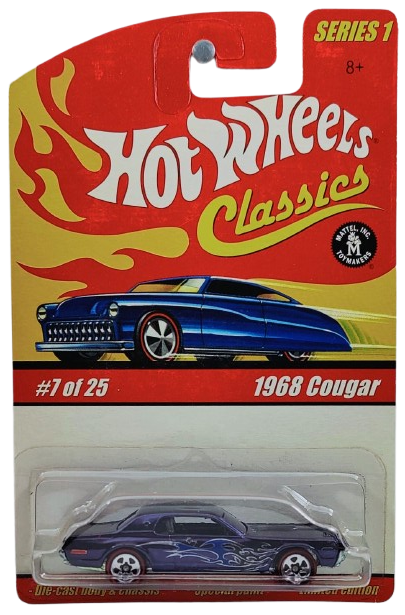 SERIES 1
8+
Hot Wheels
Classics
MATTEL, INC.
M
TOYMAKERS
#7 of 25
1968 Cougar
- Die-cast body & chassis Special paint Limited edition